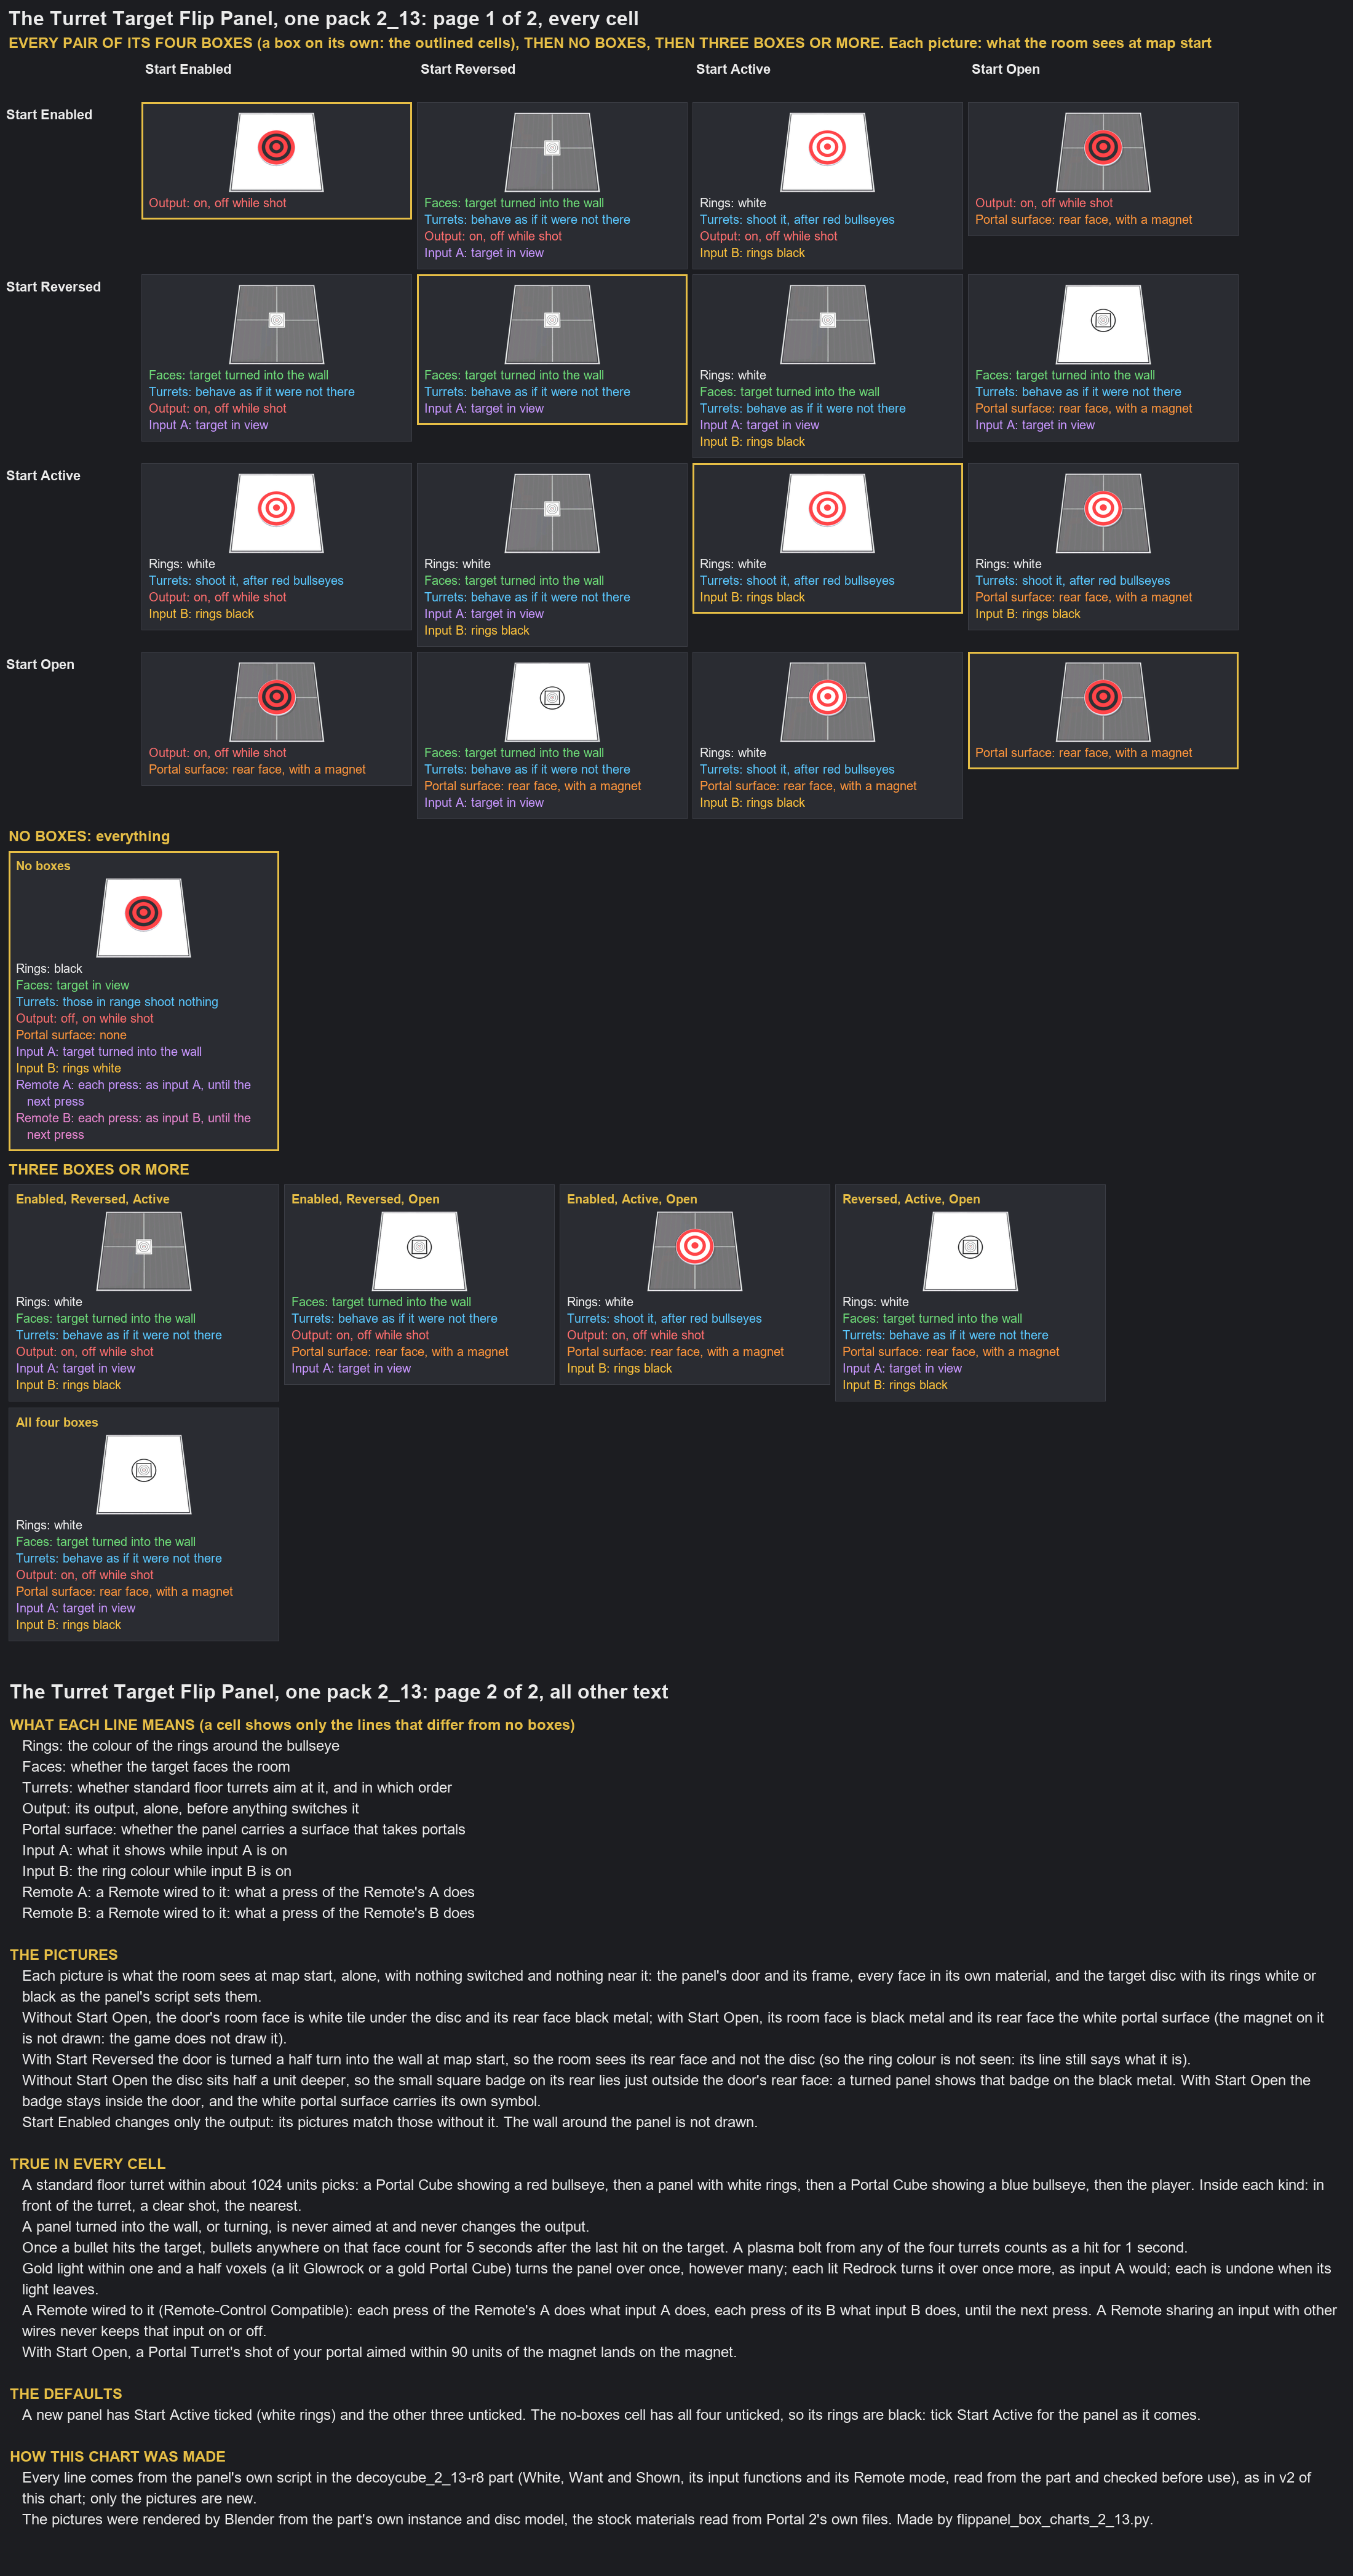 The Turret Target Flip Panel, one pack 2_13: page 1 of 2, every cell
EVERY PAIR OF ITS FOUR BOXES (a box on its own: the outlined cells), THEN NO BOXES, THEN THREE BOXES OR MORE. Each picture: what the room sees at map start
Start Enabled
Start Reversed
Start Active
Start Open
Start Enabled
Output: on, off while shot
Faces: target turned into the wall
Turrets: behave as if it were not there
Output: on, off while shot
Input A: target in view
Rings: white
Turrets: shoot it, after red bullseyes
Output: on, off while shot
Input B: rings black
Output: on, off while shot
Portal surface: rear face, with a magnet
Start Reversed
Faces: target turned into the wall
Turrets: behave as if it were not there
Output: on, off while shot
Input A: target in view
Faces: target turned into the wall
Turrets: behave as if it were not there
Input A: target in view
Rings: white
Faces: target turned into the wall
Turrets: behave as if it were not there
Input A: target in view
Input B: rings black
Faces: target turned into the wall
Turrets: behave as if it were not there
Portal surface: rear face, with a magnet
Input A: target in view
Start Active
Rings: white
Turrets: shoot it, after red bullseyes
Output: on, off while shot
Input B: rings black
Rings: white
Faces: target turned into the wall
Turrets: behave as if it were not there
Input A: target in view
Input B: rings black
Rings: white
Turrets: shoot it, after red bullseyes
Input B: rings black
Rings: white
Turrets: shoot it, after red bullseyes
Portal surface: rear face, with a magnet
Input B: rings black
Start Open
Output: on, off while shot
Portal surface: rear face, with a magnet
Faces: target turned into the wall
Turrets: behave as if it were not there
Portal surface: rear face, with a magnet
Input A: target in view
Rings: white
Turrets: shoot it, after red bullseyes
Portal surface: rear face, with a magnet
Input B: rings black
Portal surface: rear face, with a magnet
NO BOXES: everything
No boxes
Rings: black
Faces: target in view
Turrets: those in range shoot nothing
Output: off, on while shot
Portal surface: none
Input A: target turned into the wall
Input B: rings white
Remote A: each press: as input A, until the
next press
Remote B: each press: as input B, until the
next press
THREE BOXES OR MORE
Enabled, Reversed, Active
Rings: white
Faces: target turned into the wall
Turrets: behave as if it were not there
Output: on, off while shot
Input A: target in view
Input B: rings black
Enabled, Reversed, Open
Faces: target turned into the wall
Turrets: behave as if it were not there
Output: on, off while shot
Portal surface: rear face, with a magnet
Input A: target in view
Enabled, Active, Open
Rings: white
Turrets: shoot it, after red bullseyes
Output: on, off while shot
Portal surface: rear face, with a magnet
Input B: rings black
Reversed, Active, Open
Rings: white
Faces: target turned into the wall
Turrets: behave as if it were not there
Portal surface: rear face, with a magnet
Input A: target in view
Input B: rings black
All four boxes
Rings: white
Faces: target turned into the wall
Turrets: behave as if it were not there
Output: on, off while shot
Portal surface: rear face, with a magnet
Input A: target in view
Input B: rings black
The Turret Target Flip Panel, one pack 2_13: page 2 of 2, all other text
WHAT EACH LINE MEANS (a cell shows only the lines that differ from no boxes)
Rings: the colour of the rings around the bullseye
Faces: whether the target faces the room
Turrets: whether standard floor turrets aim at it, and in which order
Output: its output, alone, before anything switches it
Portal surface: whether the panel carries a surface that takes portals
Input A: what it shows while input A is on
Input B: the ring colour while input B is on
Remote A: a Remote wired to it: what a press of the Remote's A does
Remote B: a Remote wired to it: what a press of the Remote's B does
THE PICTURES
Each picture is what the room sees at map start, alone, with nothing switched and nothing near it: the panel's door and its frame, every face in its own material, and the target disc with its rings white or
black as the panel's script sets them.
Without Start Open, the door's room face is white tile under the disc and its rear face black metal; with Start Open, its room face is black metal and its rear face the white portal surface (the magnet on it
is not drawn: the game does not draw it).
With Start Reversed the door is turned a half turn into the wall at map start, so the room sees its rear face and not the disc (so the ring colour is not seen: its line still says what it is).
Without Start Open the disc sits half a unit deeper, so the small square badge on its rear lies just outside the door's rear face: a turned panel shows that badge on the black metal. With Start Open the
badge stays inside the door, and the white portal surface carries its own symbol.
Start Enabled changes only the output: its pictures match those without it. The wall around the panel is not drawn.
TRUE IN EVERY CELL
A standard floor turret within about 1024 units picks: a Portal Cube showing a red bullseye, then a panel with white rings, then a Portal Cube showing a blue bullseye, then the player. Inside each kind: in
front of the turret, a clear shot, the nearest.
A panel turned into the wall, or turning, is never aimed at and never changes the output.
Once a bullet hits the target, bullets anywhere on that face count for 5 seconds after the last hit on the target. A plasma bolt from any of the four turrets counts as a hit for 1 second.
Gold light within one and a half voxels (a lit Glowrock or a gold Portal Cube) turns the panel over once, however many; each lit Redrock turns it over once more, as input A would; each is undone when its
light leaves.
A Remote wired to it (Remote-Control Compatible): each press of the Remote's A does what input A does, each press of its B what input B does, until the next press. A Remote sharing an input with other
wires never keeps that input on or off.
With Start Open, a Portal Turret's shot of your portal aimed within 90 units of the magnet lands on the magnet.
THE DEFAULTS
A new panel has Start Active ticked (white rings) and the other three unticked. The no-boxes cell has all four unticked, so its rings are black: tick Start Active for the panel as it comes.
HOW THIS CHART WAS MADE
Every line comes from the panel's own script in the decoycube_2_13-r8 part (White, Want and Shown, its input functions and its Remote mode, read from the part and checked before use), as in v2 of
this chart; only the pictures are new.
The pictures were rendered by Blender from the part's own instance and disc model, the stock materials read from Portal 2's own files. Made by flippanel_box_charts_2_13.py.